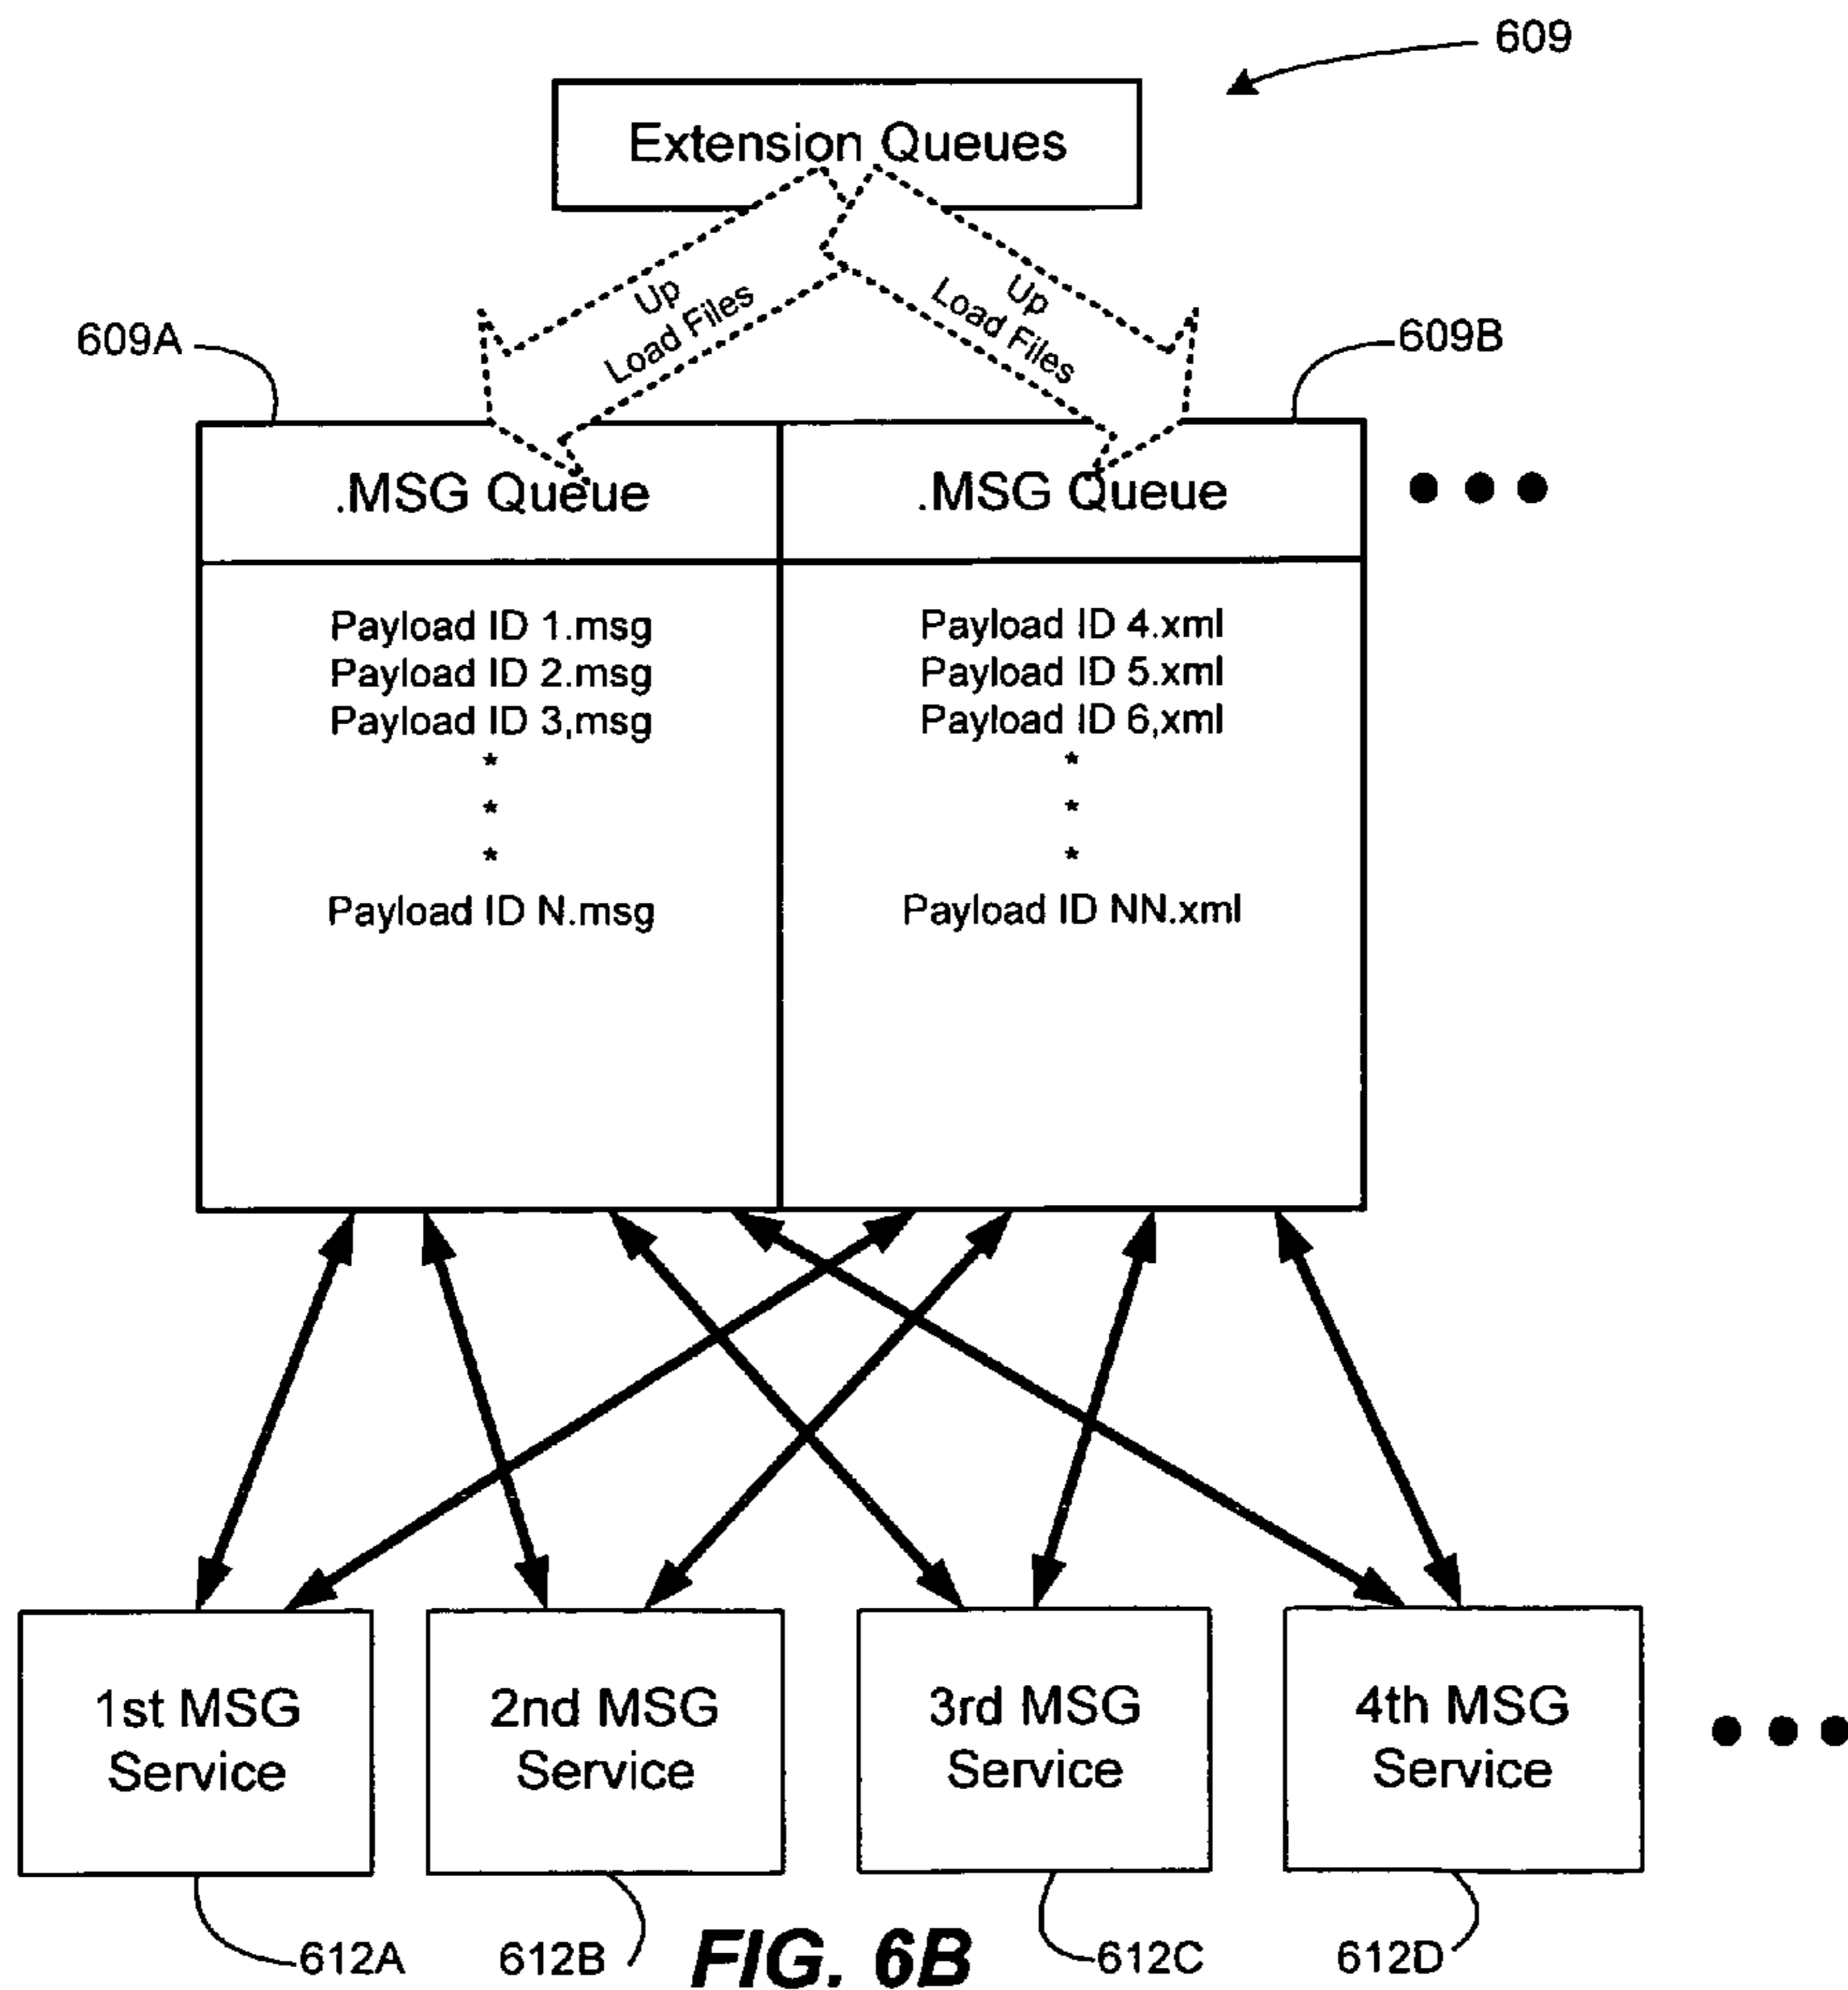 609
Extension Queues
Up
Load Files
Up
Load Files
609A
609B
.MSG Queue
.MSG Queue
Payload ID 1.msg
Payload ID 2.msg
Payload ID 3,msg
*
*
*
Payload ID N.msg
Payload ID 4.xml
Payload ID 5.xml
Payload ID 6,xml
*
*
*
Payload ID NN.xml
1st MSG
Service
2nd MSG
Service
3rd MSG
Service
4th MSG
Service
612A
612B
612C
612D
FIG. 6B